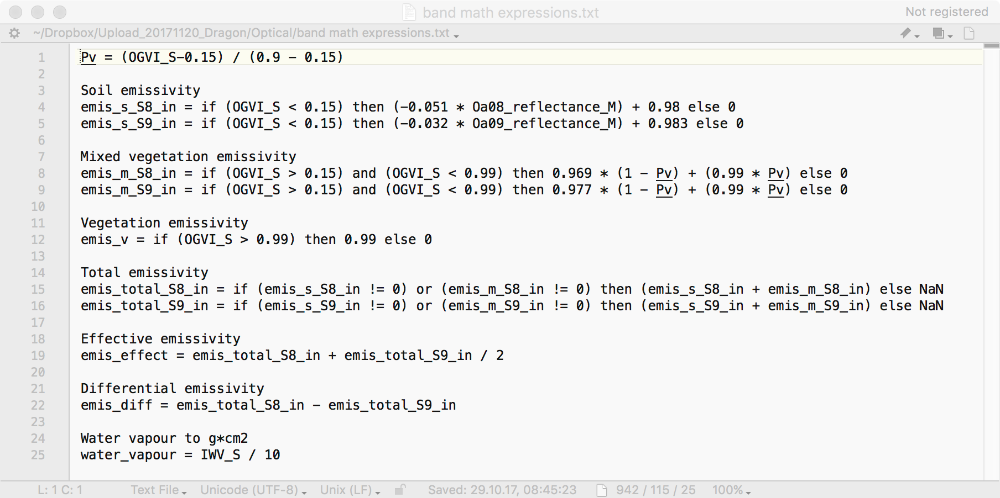 band math expressions.txt
Not registered
~/Dropbox/Upload_20171120_Dragon/Optical/band math expressions.txt
1 Pv = (OGVI_S-0.15) / (0.9 - 0.15)
2
3 Soil emissivity
4 emis_s_S8_in = if (OGVI_S < 0.15) then (-0.051 * Oa08_reflectance_M) + 0.98 else 0
5 emis_s_S9_in = if (OGVI_S < 0.15) then (-0.032 * Oa09_reflectance_M) + 0.983 else 0
6
7 Mixed vegetation emissivity
8 emis_m_S8_in = if (OGVI_S > 0.15) and (OGVI_S < 0.99) then 0.969 * (1 - Pv) + (0.99 * Pv) else 0
9 emis_m_S9_in = if (OGVI_S > 0.15) and (OGVI_S < 0.99) then 0.977 * (1 - Pv) + (0.99 * Pv) else 0
10
11 Vegetation emissivity
12 emis_v = if (OGVI_S > 0.99) then 0.99 else 0
13
14 Total emissivity
15 emis_total_S8_in = if (emis_s_S8_in != 0) or (emis_m_S8_in != 0) then (emis_s_S8_in + emis_m_S8_in) else NaN
16 emis_total_S9_in = if (emis_s_S9_in != 0) or (emis_m_S9_in != 0) then (emis_s_S9_in + emis_m_S9_in) else NaN
17
18 Effective emissivity
19 emis_effect = emis_total_S8_in + emis_total_S9_in / 2
20
21 Differential emissivity
22 emis_diff = emis_total_S8_in - emis_total_S9_in
23
24 Water vapour to g*cm2
25 water_vapour = IWV_S / 10
L: 1 C: 1 Text File Unicode (UTF-8) Unix (LF) Saved: 29.10.17, 08:45:23 942 / 115 / 25 100%